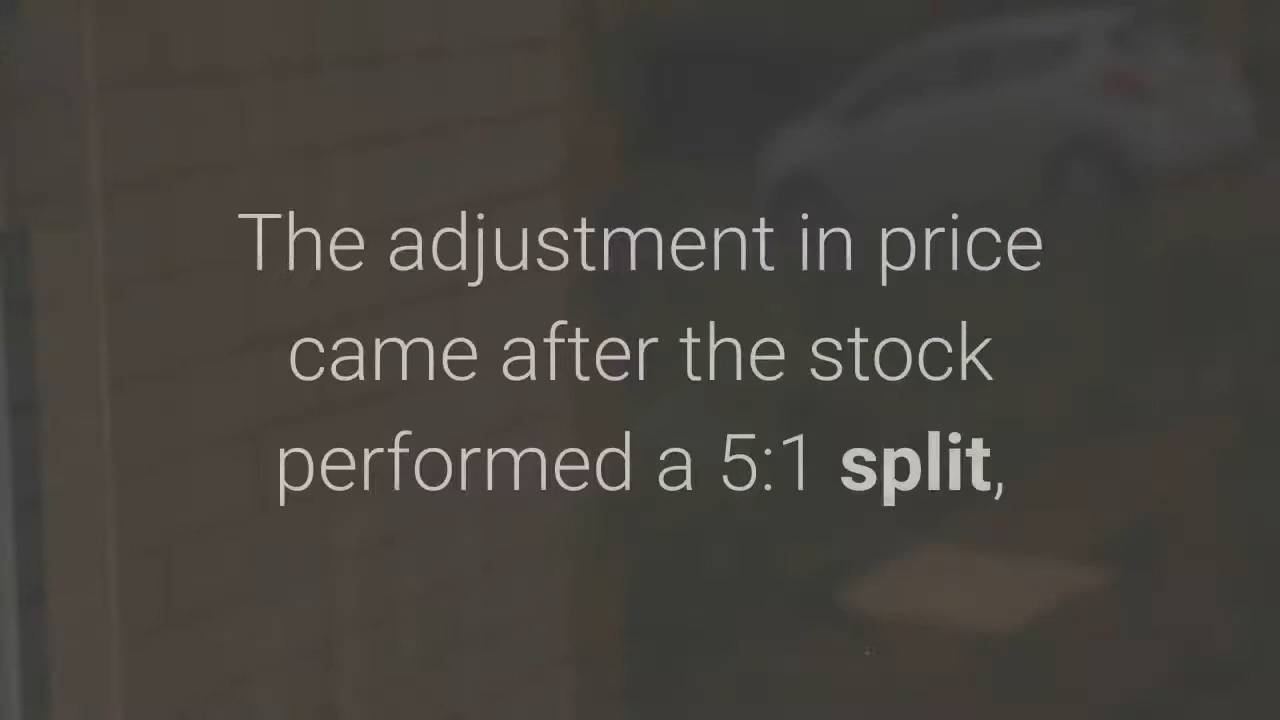 The adjustment in price
came after the stock
performed a 5:1 split,